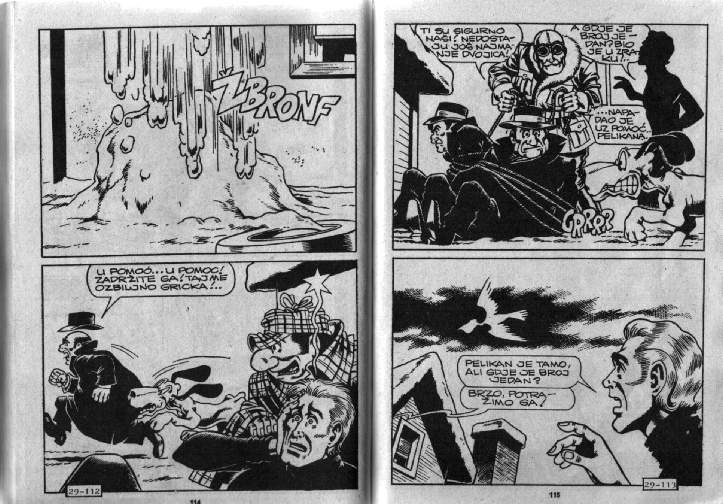 ŽBRONF
U POMOĆ...U POMOĆ!
ZADRŽITE GA! TAJ ME
OZBILJNO GRICKA!...
29-112
114
TI SU SIGURNO
NAŠI! NEDOSTA-
JU JOŠ NAJMA-
NJE DVOJICA!
A GDJE JE
BROJ JE-
DAN? BIO
JE U ZRA-
KU!...
...NAPA-
DAO JE
UZ POMOĆ
PELIKANA.
GRRRR
PELIKAN JE TAMO,
ALI GDJE JE BROJ
JEDAN?
BRZO, POTRA-
ŽIMO GA!
115
29-113